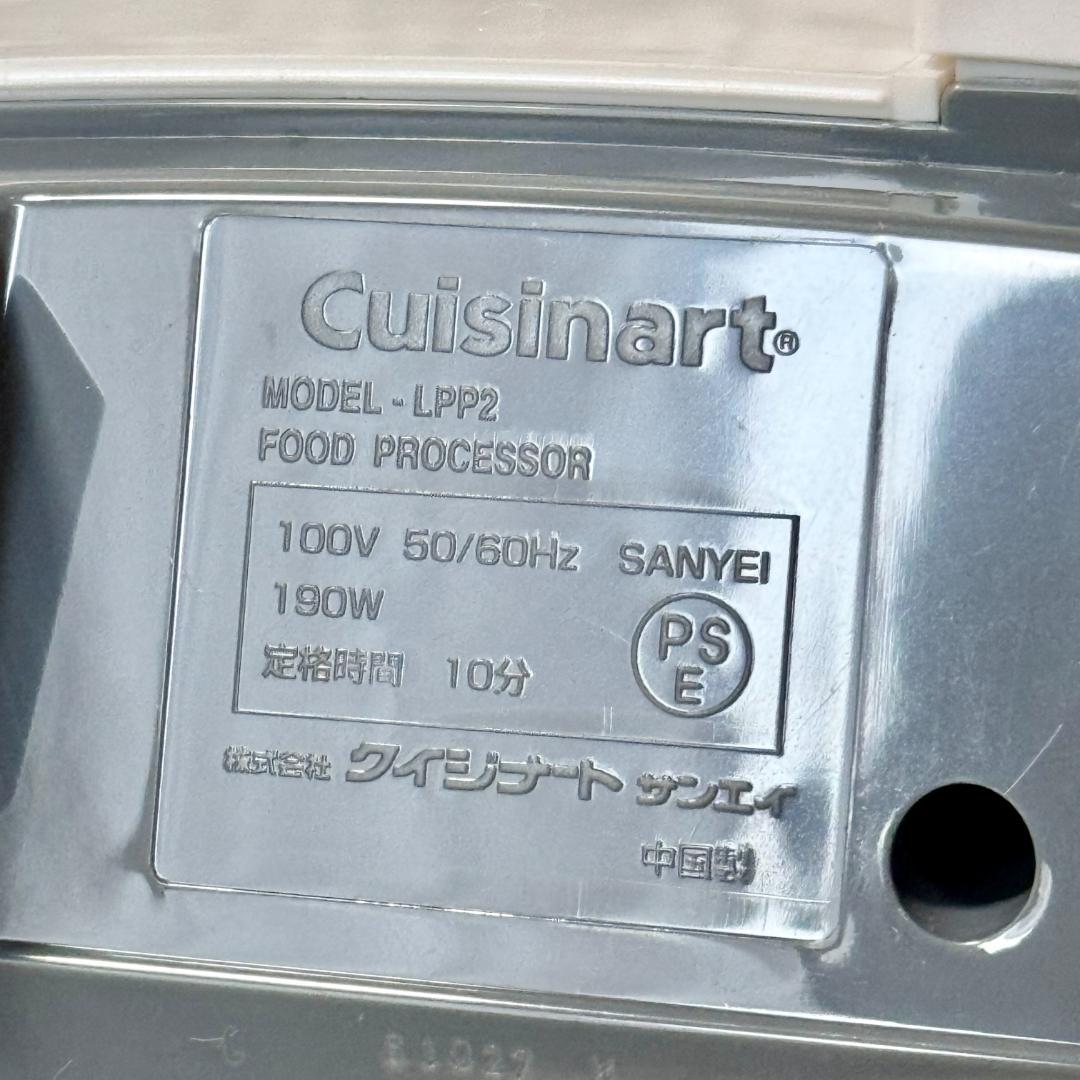 Cuisinart®
MODEL - LPP2
FOOD PROCESSOR
100V 50/60Hz SANYEI
190W
PS
E
定格時間 10分
株式会社 クイジナート サンエイ
中国製